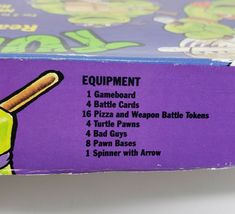 EQUIPMENT
1 Gameboard
4 Battle Cards
16 Pizza and Weapon Battle Tokens
4 Turtle Pawns
4 Bad Guys
8 Pawn Bases
1 Spinner with Arrow